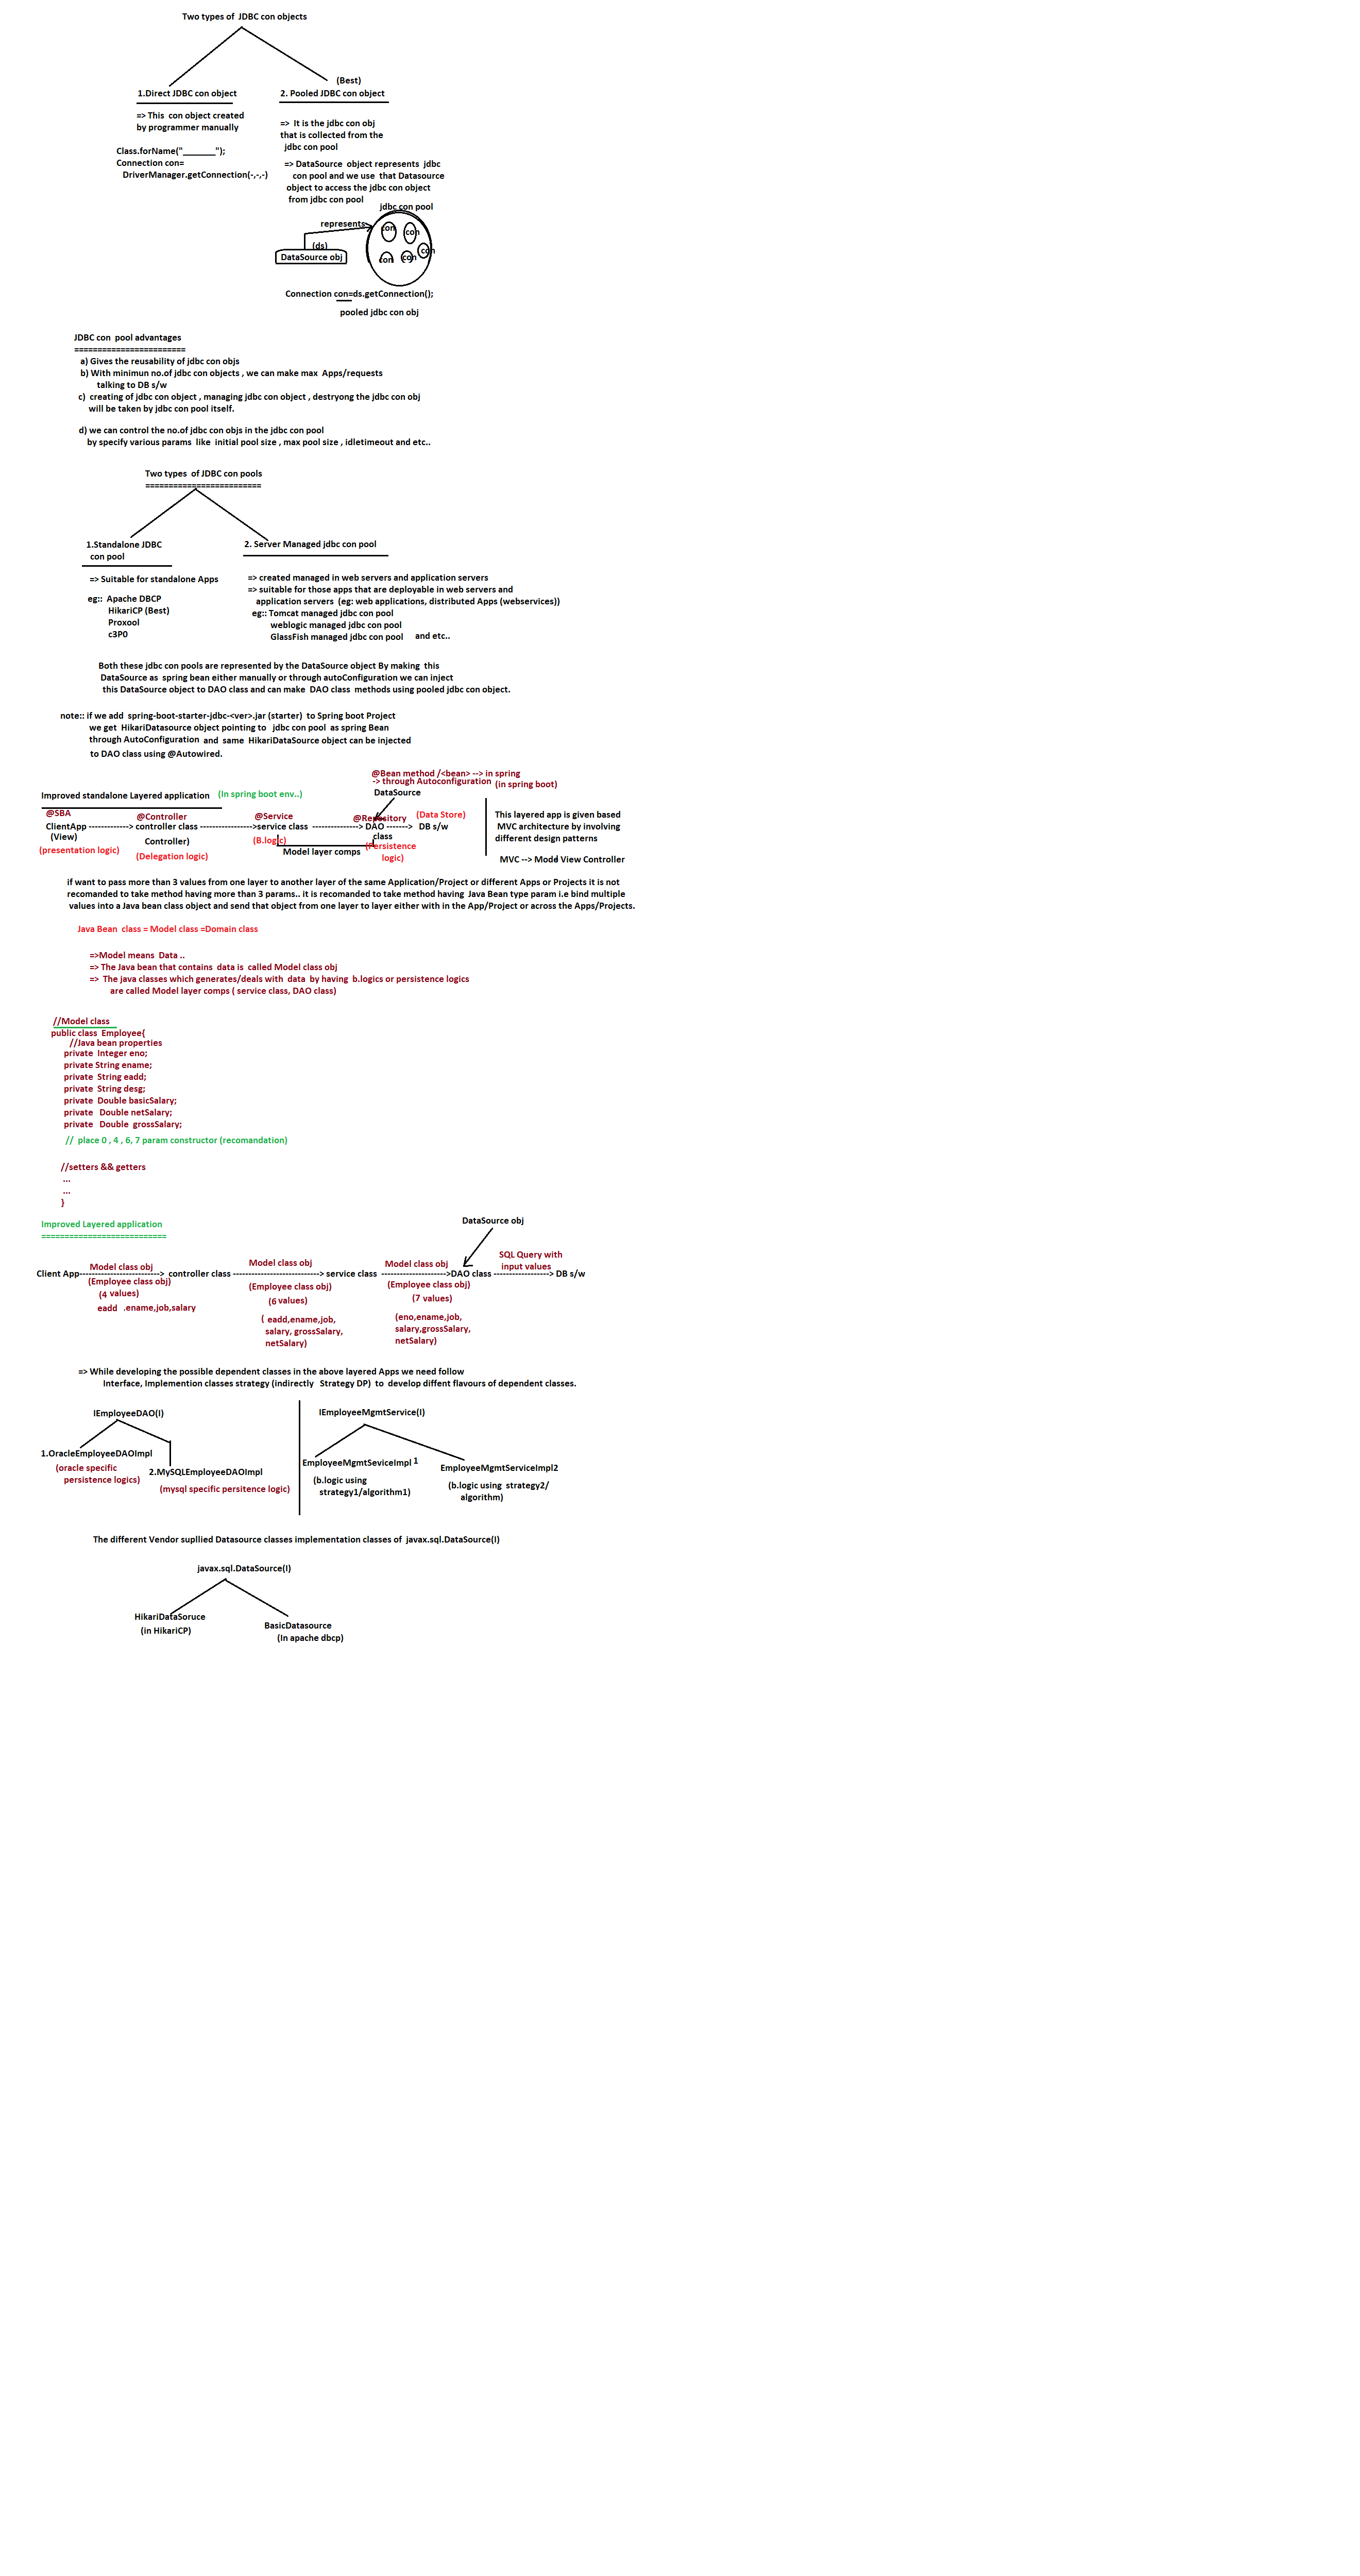 Two types of  JDBC con objects
(Best)
1.Direct JDBC con object
2. Pooled JDBC con object
=> This  con object created
by programmer manually
Class.forName("_______");
Connection con=
DriverManager.getConnection(-,-,-)
=>  It is the jdbc con obj
that is collected from the
jdbc con pool
=> DataSource  object represents  jdbc
con pool and we use  that Datasource
object to access the jdbc con object
from jdbc con pool
jdbc con pool
represents
con
con
con
con
con
(ds)
DataSource obj
Connection con=ds.getConnection();
pooled jdbc con obj
JDBC con  pool advantages
========================
a) Gives the reusability of jdbc con objs
b) With minimun no.of jdbc con objects , we can make max  Apps/requests
talking to DB s/w
c)  creating of jdbc con object , managing jdbc con object , destryong the jdbc con obj
will be taken by jdbc con pool itself.
d) we can control the no.of jdbc con objs in the jdbc con pool
by specify various params  like  initial pool size , max pool size , idletimeout and etc..
Two types  of JDBC con pools
=========================
1.Standalone JDBC
con pool
2. Server Managed jdbc con pool
=> Suitable for standalone Apps
eg::  Apache DBCP
HikariCP (Best)
Proxool
c3P0
=> created managed in web servers and application servers
=> suitable for those apps that are deployable in web servers and
application servers  (eg: web applications, distributed Apps (webservices))
eg:: Tomcat managed jdbc con pool
weblogic managed jdbc con pool
GlassFish managed jdbc con pool    and etc..
Both these jdbc con pools are represented by the DataSource object By making  this
DataSource as  spring bean either manually or through autoConfiguration we can inject
this DataSource object to DAO class and can make  DAO class  methods using pooled jdbc con object.
note:: if we add  spring-boot-starter-jdbc-<ver>.jar (starter)  to Spring boot Project
we get  HikariDatasource object pointing to   jdbc con pool  as spring Bean
through AutoConfiguration  and  same  HikariDataSource object can be injected
to DAO class using @Autowired.
@Bean method /<bean> --> in spring
-> through Autoconfiguration  (in spring boot)
DataSource
Improved standalone Layered application   (In spring boot env..)
@SBA
@Controller
@Service
@Repository
(Data Store)
ClientApp -------------> controller class ----------------->service class  ---------------> DAO ------->  DB s/w
(View)
Controller)
class
(presentation logic)
(Delegation logic)
(B.logic)
Model layer comps
(Persistence
logic)
This layered app is given based
MVC architecture by involving
different design patterns
MVC --> Model View Controller
if want to pass more than 3 values from one layer to another layer of the same Application/Project or different Apps or Projects it is not
recomanded to take method having more than 3 params.. it is recomanded to take method having  Java Bean type param i.e bind multiple
values into a Java bean class object and send that object from one layer to layer either with in the App/Project or across the Apps/Projects.
Java Bean  class = Model class =Domain class
=>Model means  Data ..
=> The Java bean that contains  data is  called Model class obj
=>  The java classes which generates/deals with  data  by having  b.logics or persistence logics
are called Model layer comps ( service class, DAO class)
//Model class
public class  Employee{
//Java bean properties
private  Integer eno;
private String ename;
private  String eadd;
private  String desg;
private  Double basicSalary;
private   Double netSalary;
private   Double  grossSalary;
//  place 0 , 4 , 6, 7 param constructor (recomandation)
//setters && getters
...
...
}
Improved Layered application
===========================
DataSource obj
Model class obj
Model class obj
Model class obj
SQL Query with
input values
Client App-------------------------->  controller class ----------------------------> service class  --------------------->DAO class ------------------> DB s/w
(Employee class obj)
(4 values)
eadd  .ename,job,salary
(Employee class obj)
(6 values)
( eadd,ename,job,
salary, grossSalary,
netSalary)
(Employee class obj)
(7 values)
(eno,ename,job,
salary,grossSalary,
netSalary)
=> While developing the possible dependent classes in the above layered Apps we need follow
Interface, Implemention classes strategy (indirectly   Strategy DP)  to  develop diffent flavours of dependent classes.
IEmployeeDAO(I)
1.OracleEmployeeDAOImpl
(oracle specific
persistence logics)
2.MySQLEmployeeDAOImpl
(mysql specific persitence logic)
IEmployeeMgmtService(I)
EmployeeMgmtSeviceImpl 1
(b.logic using
strategy1/algorithm1)
EmployeeMgmtServiceImpl2
(b.logic using  strategy2/
algorithm)
The different Vendor supllied Datasource classes implementation classes of  javax.sql.DataSource(I)
javax.sql.DataSource(I)
HikariDataSoruce
(in HikariCP)
BasicDatasource
(In apache dbcp)